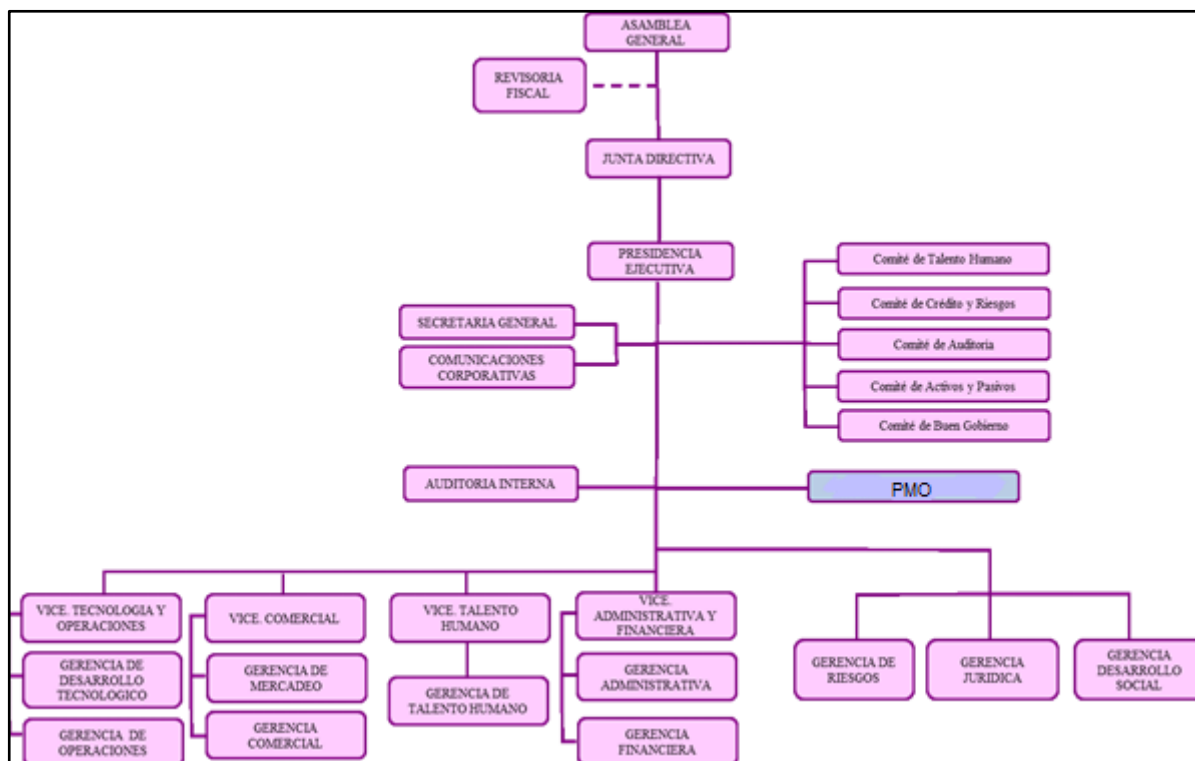 ASAMBLEA
GENERAL
REVISORIA
FISCAL
JUNTA DIRECTIVA
PRESIDENCIA
EJECUTIVA
Comité de Talento Humano
Comité de Crédito y Riesgos
Comité de Auditoria
Comité de Activos y Pasivos
Comité de Buen Gobierno
SECRETARIA GENERAL
COMUNICACIONES
CORPORATIVAS
AUDITORIA INTERNA
PMO
VICE. TECNOLOGIA Y
OPERACIONES
GERENCIA DE
DESARROLLO
TECNOLOGICO
GERENCIA DE
OPERACIONES
VICE. COMERCIAL
GERENCIA DE
MERCADEO
GERENCIA
COMERCIAL
VICE. TALENTO
HUMANO
GERENCIA DE
TALENTO HUMANO
VICE.
ADMINISTRATIVA Y
FINANCIERA
GERENCIA
ADMINISTRATIVA
GERENCIA
FINANCIERA
GERENCIA DE
RIESGOS
GERENCIA
JURIDICA
GERENCIA
DESARROLLO
SOCIAL